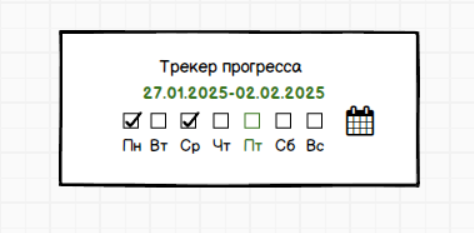 Трекер прогресса
27.01.2025-02.02.2025
Пн Вт Ср Чт Пт Сб Вс